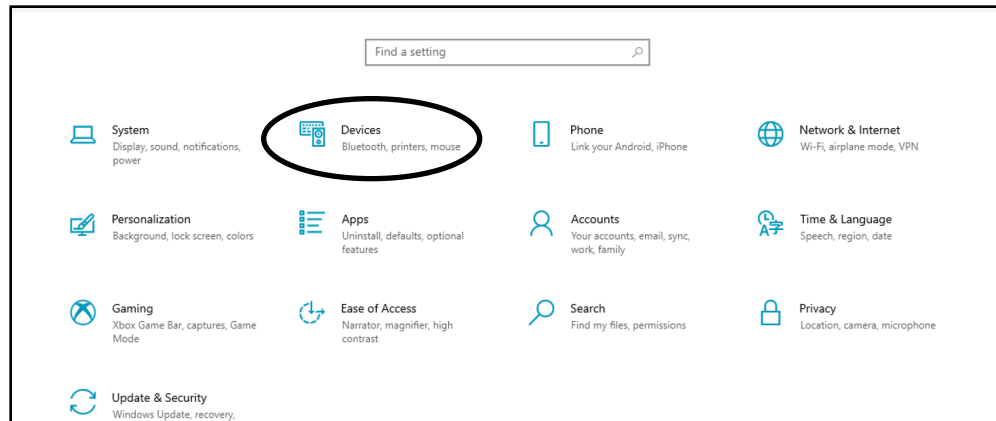 Find a setting
System
Display, sound, notifications,
power
Devices
Bluetooth, printers, mouse
Phone
Link your Android, iPhone
Network & Internet
Wi-Fi, airplane mode, VPN
Personalization
Background, lock screen, colors
Apps
Uninstall, defaults, optional
features
Accounts
Your accounts, email, sync,
work, family
Time & Language
Speech, region, date
Gaming
Xbox Game Bar, captures, Game
Mode
Ease of Access
Narrator, magnifier, high
contrast
Search
Find my files, permissions
Privacy
Location, camera, microphone
Update & Security
Windows Update, recovery,